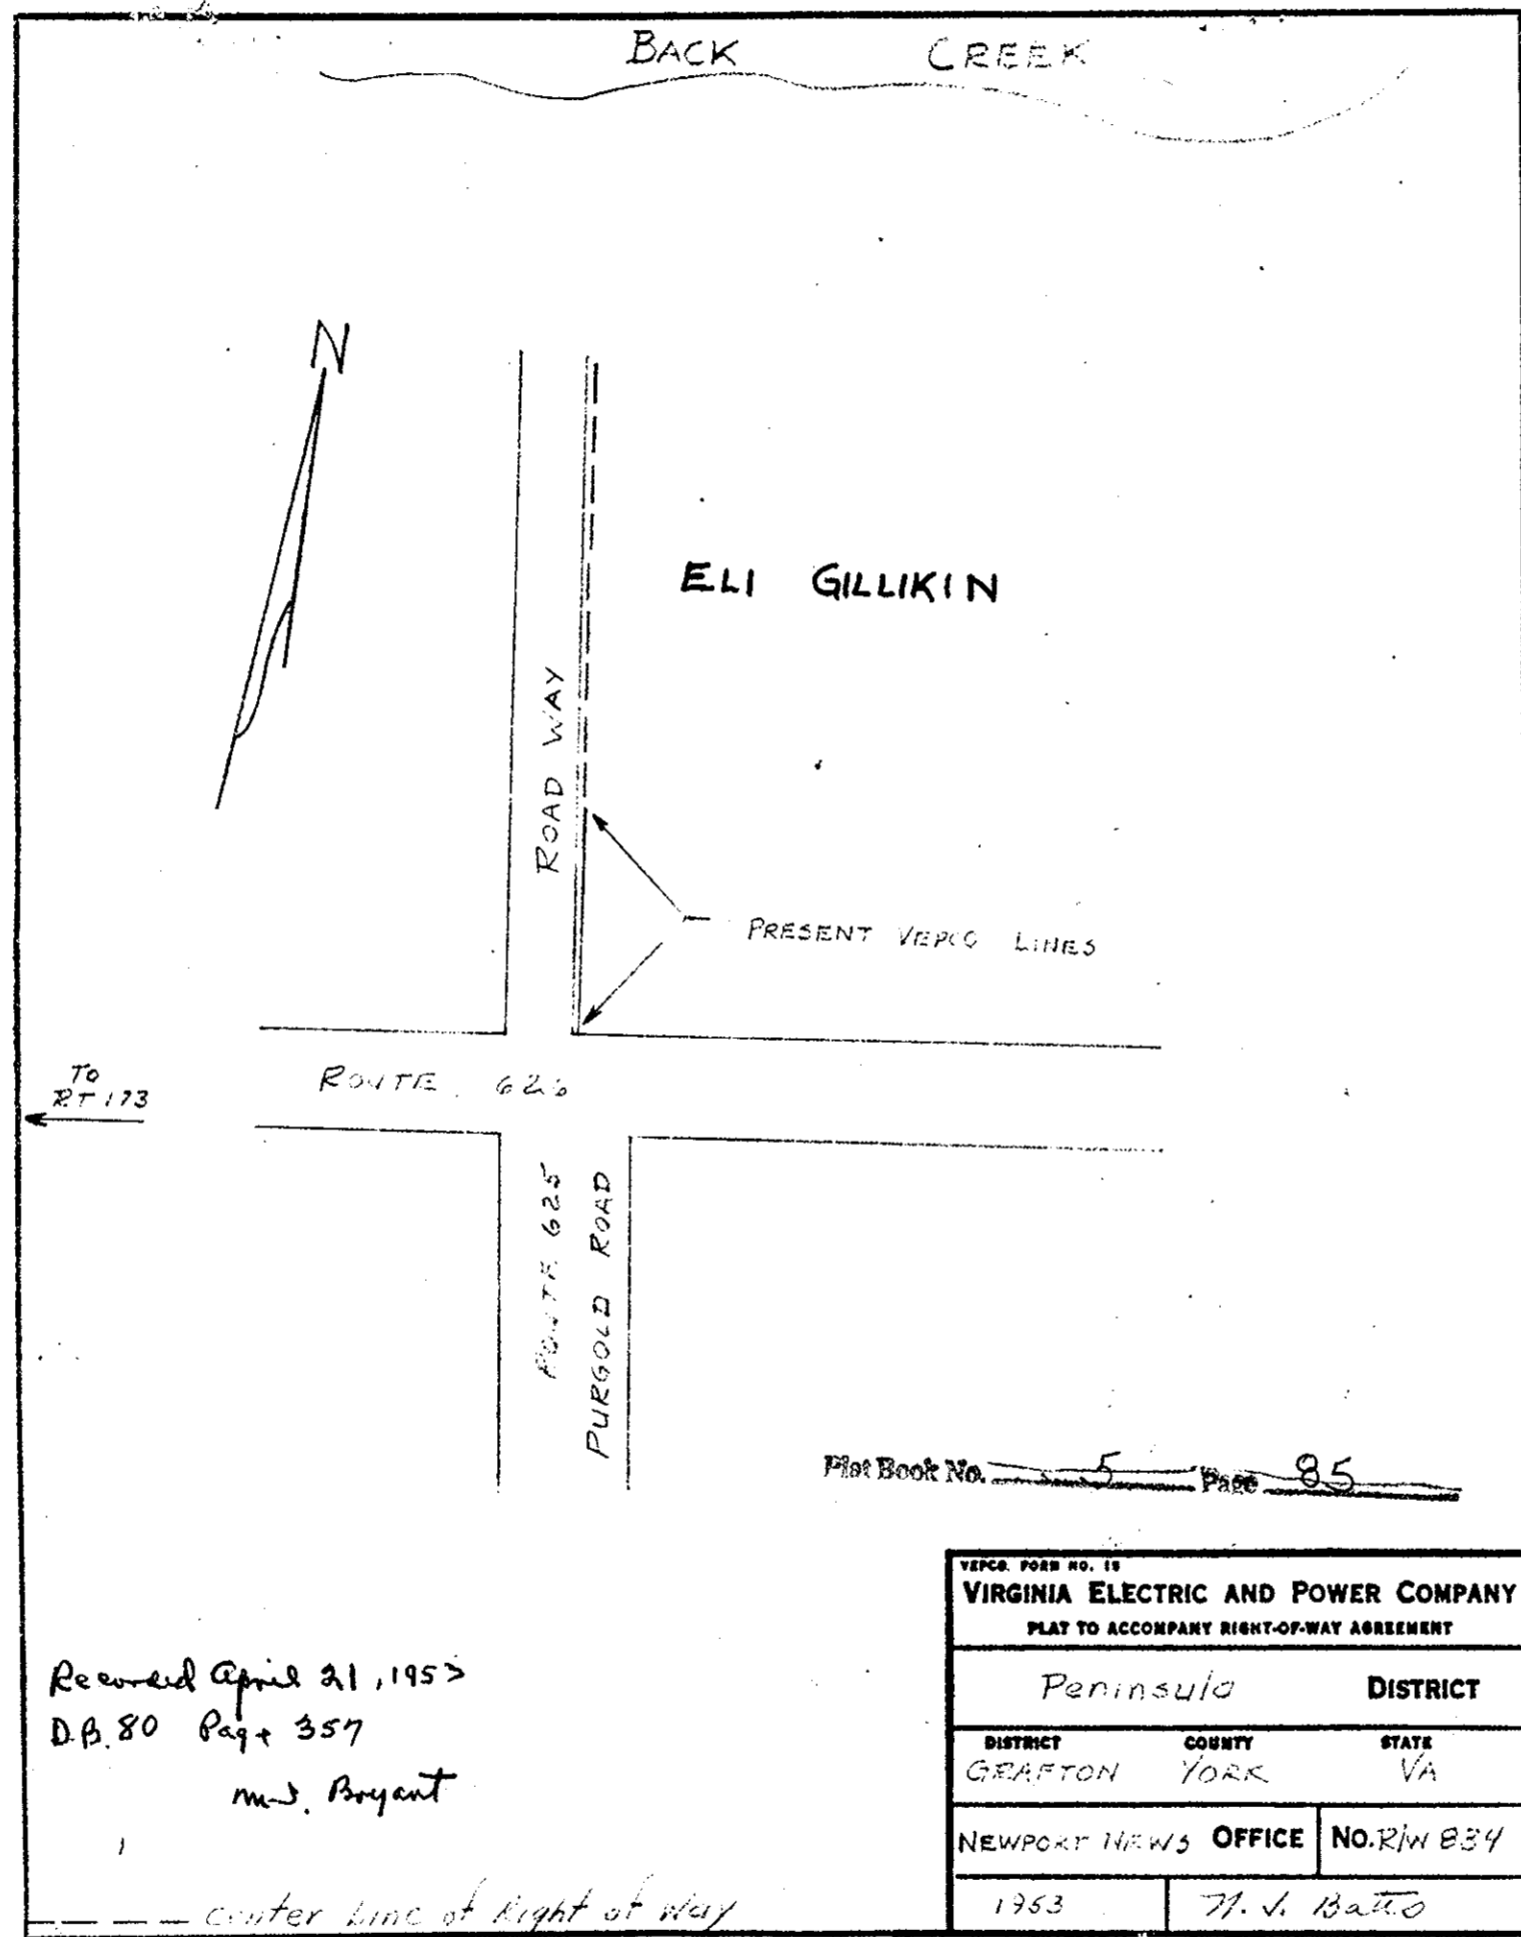 BACK CREEK
N
ELI GILLIKIN
ROAD WAY
PRESENT VEPCO LINES
ROUTE 626
TO
RT 173
ROUTE 625
PURGOLD ROAD
Plat Book No. 5 Page 85
VEPCO. FORM NO. 15
VIRGINIA ELECTRIC AND POWER COMPANY
PLAT TO ACCOMPANY RIGHT-OF-WAY AGREEMENT
Peninsula DISTRICT
DISTRICT COUNTY STATE
GRAFTON YORK VA
NEWPORT NEWS OFFICE NO. R/W 834
1953 Batts
Recorded April 21, 1953
D.B. 80 Page 357
Bryant
center Line of Right of Way